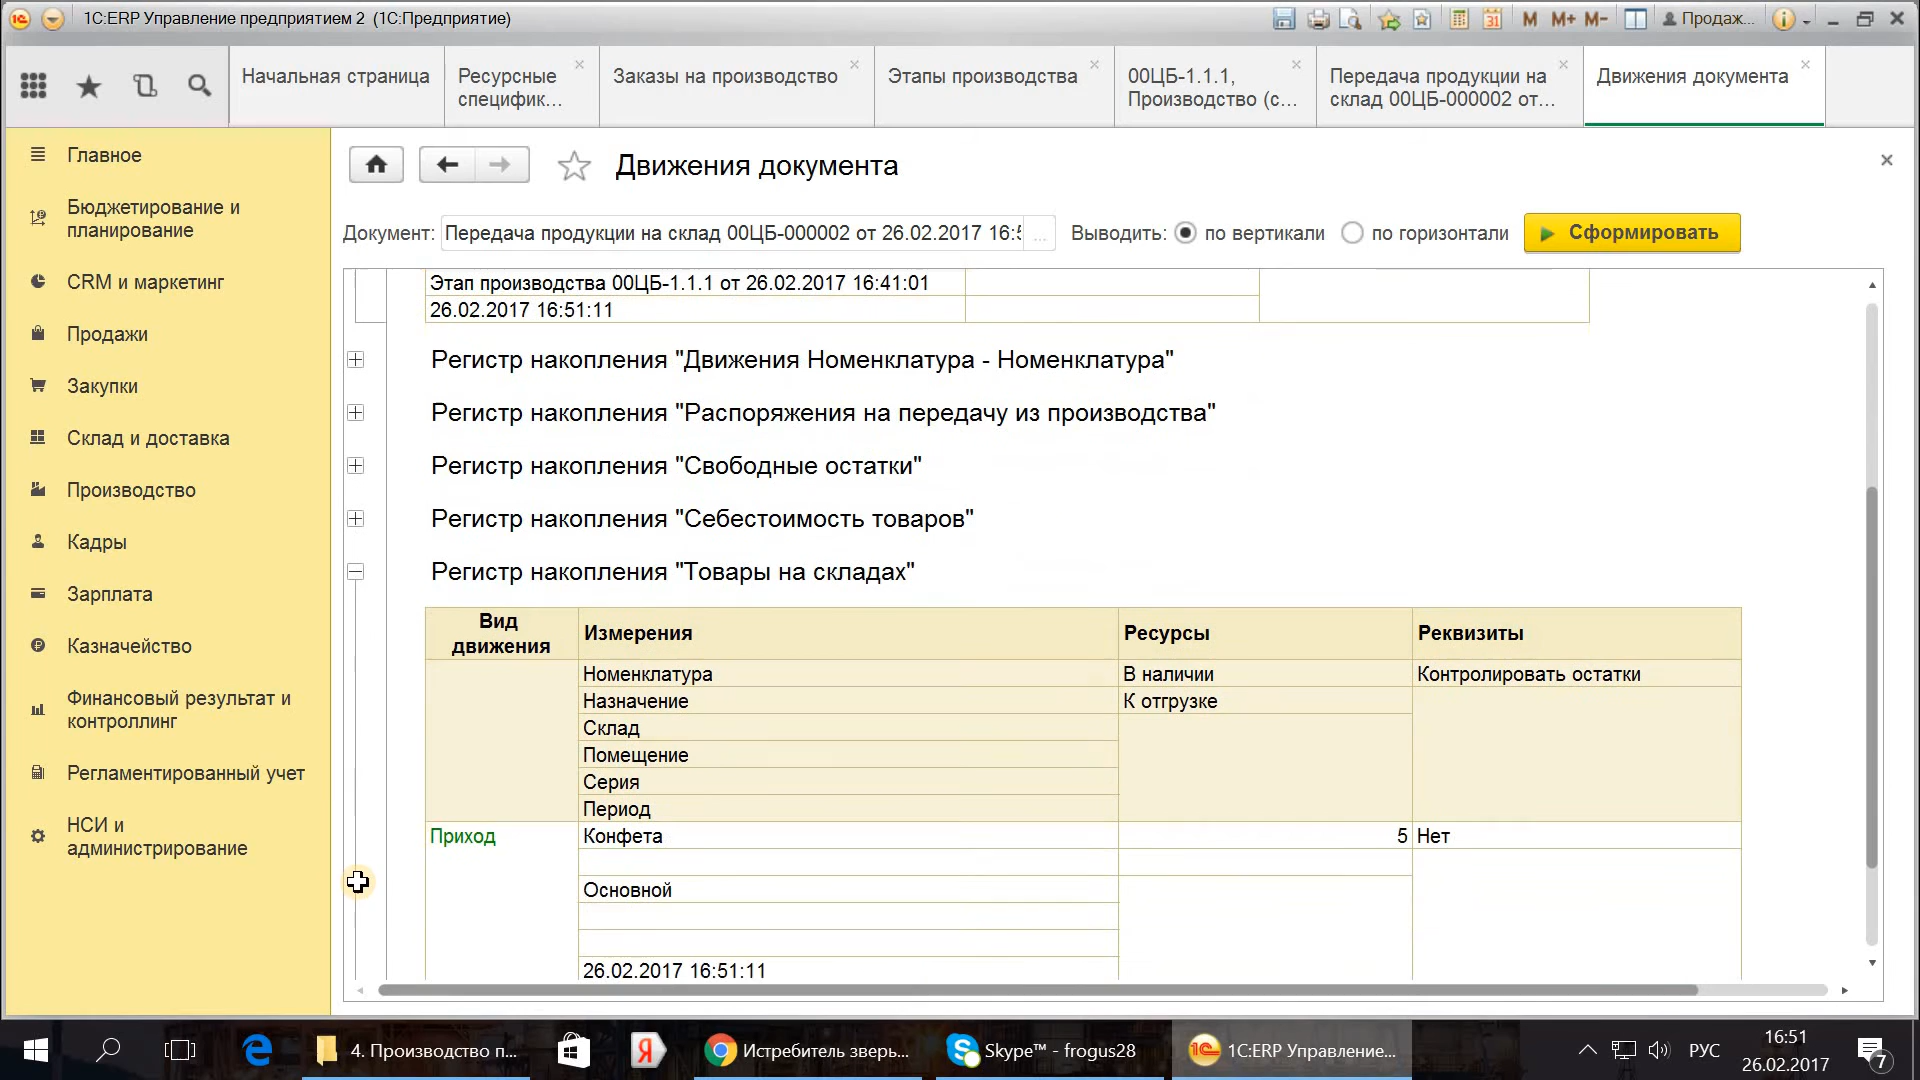 1С:ERP Управление предприятием 2 (1С:Предприятие)
M M+ M-
Продаж...
Начальная страница
Ресурсные
специфик...
Заказы на производство
Этапы производства
00ЦБ-1.1.1,
Производство (с...
Передача продукции на
склад 00ЦБ-000002 от...
Движения документа
Главное
Бюджетирование и
планирование
CRM и маркетинг
Продажи
Закупки
Склад и доставка
Производство
Кадры
Зарплата
Казначейство
Финансовый результат и
контроллинг
Регламентированный учет
НСИ и
администрирование
Движения документа
Документ: Передача продукции на склад 00ЦБ-000002 от 26.02.2017 16:5 ... Выводить: по вертикали по горизонтали Сформировать
Этап производства 00ЦБ-1.1.1 от 26.02.2017 16:41:01
26.02.2017 16:51:11
Регистр накопления "Движения Номенклатура - Номенклатура"
Регистр накопления "Распоряжения на передачу из производства"
Регистр накопления "Свободные остатки"
Регистр накопления "Себестоимость товаров"
Регистр накопления "Товары на складах"
Вид
движения
Измерения Ресурсы Реквизиты
Номенклатура В наличии Контролировать остатки
Назначение К отгрузке
Склад
Помещение
Серия
Период
Приход Конфета 5 Нет
Основной
26.02.2017 16:51:11
4. Производство п...
Истребитель зверь...
Skype™ - frogus28
1С:ERP Управление...
РУС
16:51
26.02.2017
7